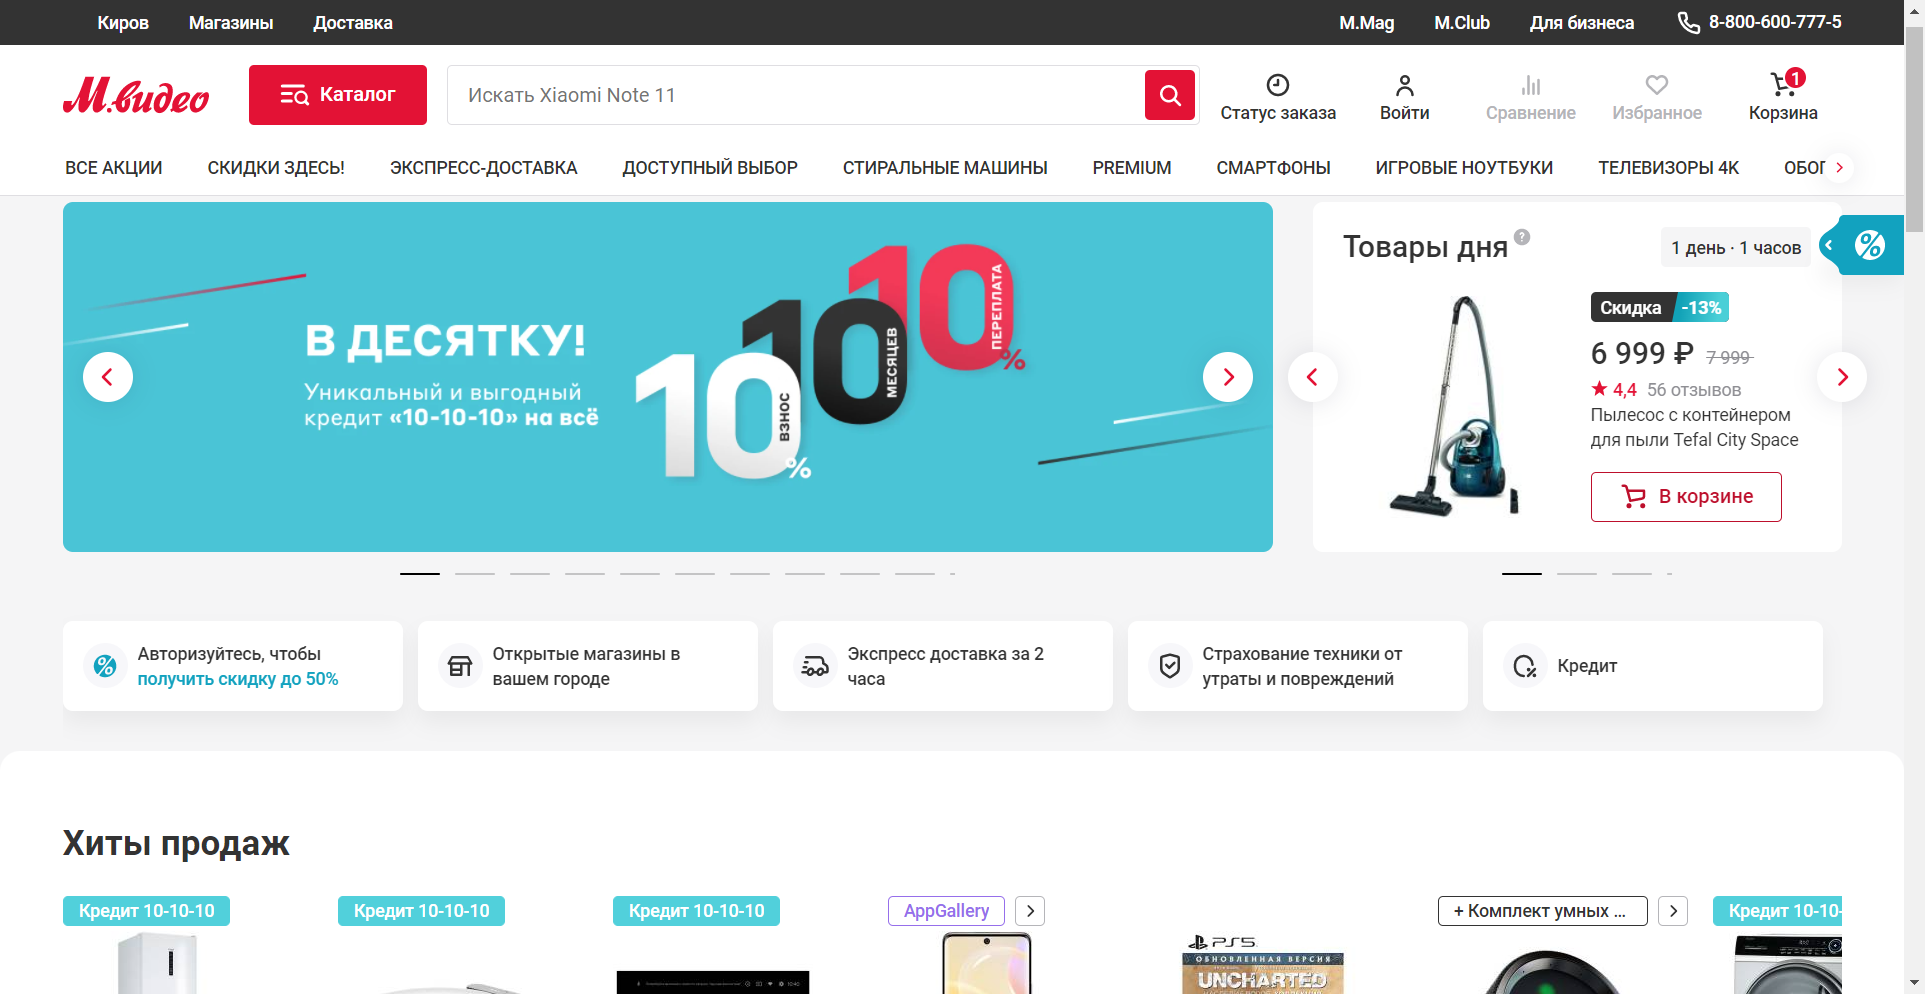 Киров Магазины Доставка M.Mag M.Club Для бизнеса 8-800-600-777-5
М.видео Каталог Искать Xiaomi Note 11 Статус заказа Войти Сравнение Избранное 1 Корзина
ВСЕ АКЦИИ СКИДКИ ЗДЕСЬ! ЭКСПРЕСС-ДОСТАВКА ДОСТУПНЫЙ ВЫБОР СТИРАЛЬНЫЕ МАШИНЫ PREMIUM СМАРТФОНЫ ИГРОВЫЕ НОУТБУКИ ТЕЛЕВИЗОРЫ 4K
В ДЕСЯТКУ!
Уникальный и выгодный
кредит «10-10-10» на всё
10% ВЗНОС
10 МЕСЯЦЕВ
10% ПЕРЕПЛАТА
Товары дня ?
1 день · 1 часов
%
Скидка -13%
6 999 ₽ 7 999
4,4 56 отзывов
Пылесос с контейнером
для пыли Tefal City Space
В корзине
Авторизуйтесь, чтобы
получить скидку до 50%
Открытые магазины в
вашем городе
Экспресс доставка за 2
часа
Страхование техники от
утраты и повреждений
Кредит
Хиты продаж
Кредит 10-10-10 Кредит 10-10-10 Кредит 10-10-10 AppGallery + Комплект умных ... Кредит 10-10-
PS5
ОБНОВЛЕННАЯ ВЕРСИЯ
UNCHARTED